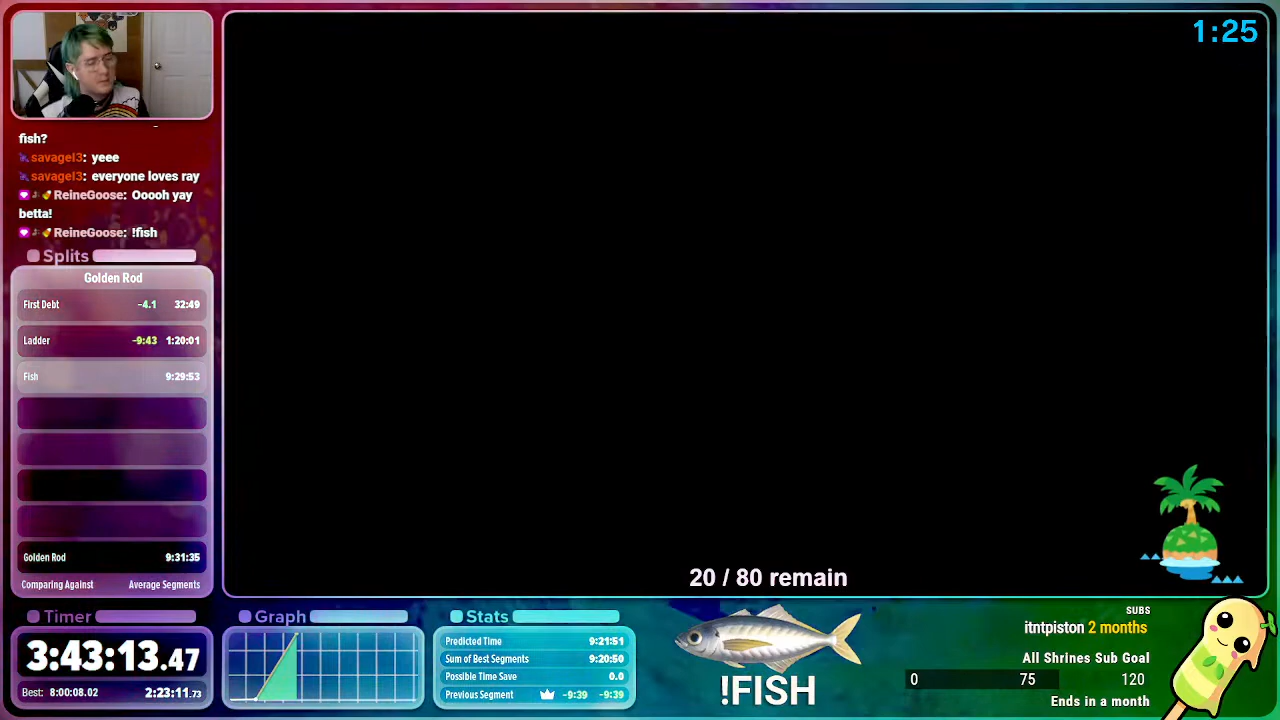 1:25
fish?
savagel3: yeee
savagel3: everyone loves ray
ReineGoose: Ooooh yay
betta!
ReineGoose: !fish
Splits
Golden Rod
First Debt -4.1 32:49
Ladder -9:43 1:20:01
Fish 9:29:53
Golden Rod 9:31:35
Comparing Against Average Segments
20 / 80 remain
Timer
3:43:13.47
Best: 8:00:08.02 2:23:11.73
Graph
Stats
Predicted Time 9:21:51
Sum of Best Segments 9:20:50
Possible Time Save 0.0
Previous Segment -9:39 -9:39
!FISH
SUBS
itntpiston 2 months
All Shrines Sub Goal
0 75 120
Ends in a month